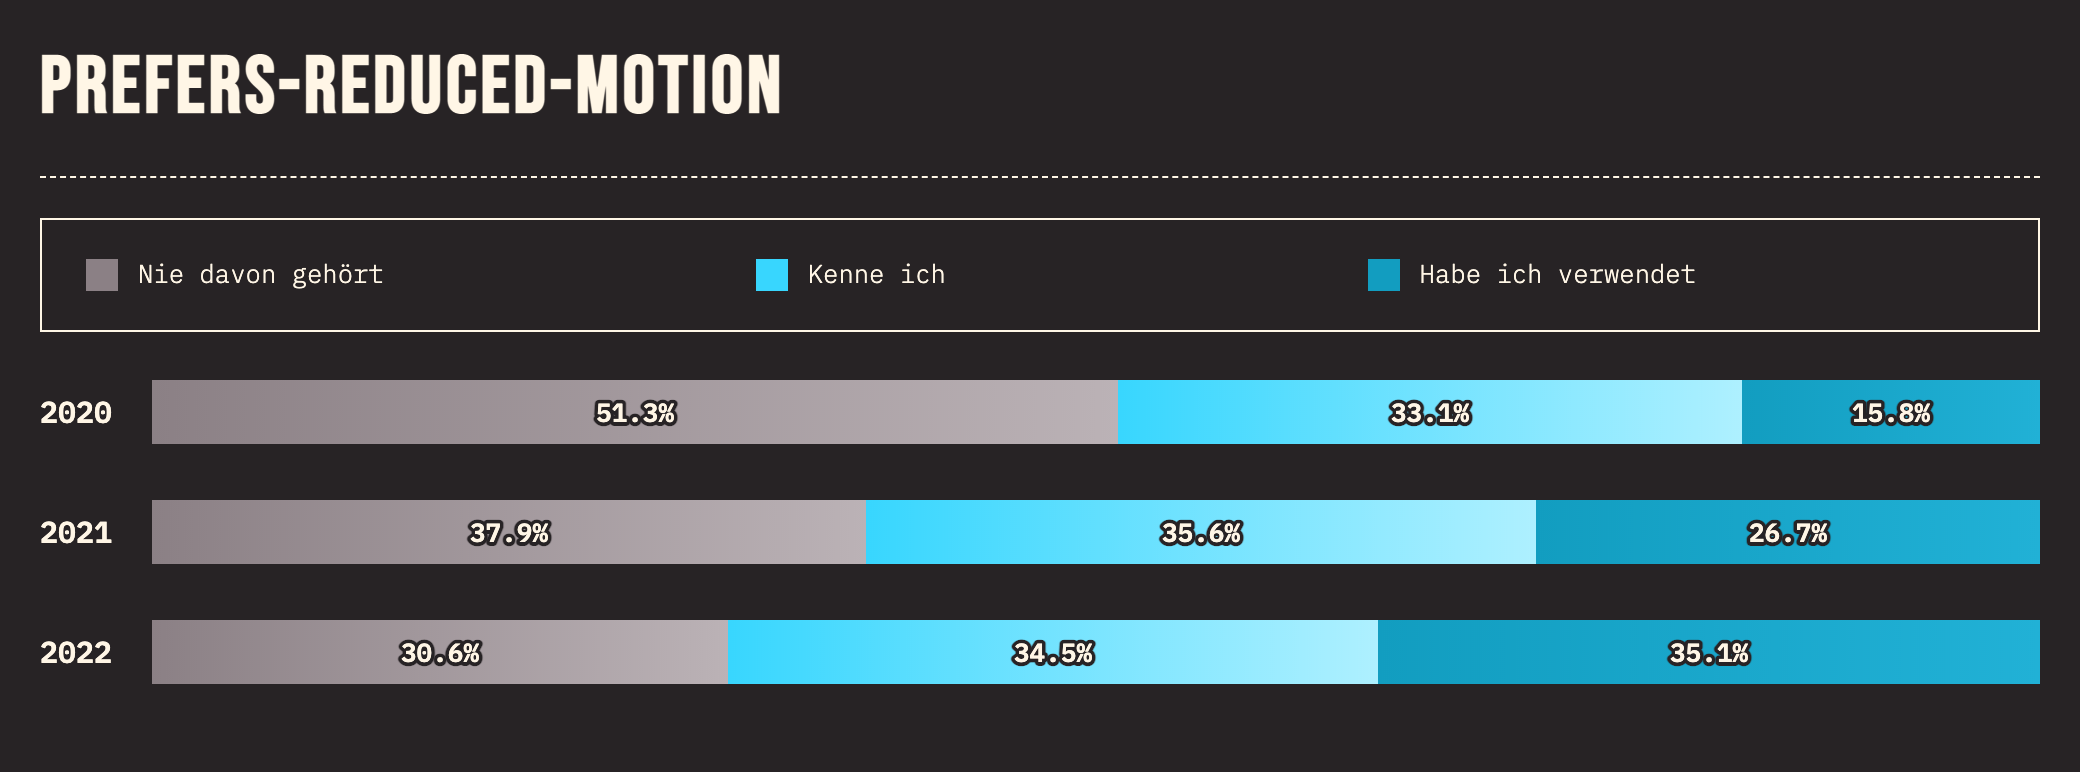 PREFERS-REDUCED-MOTION
Nie davon gehört Kenne ich Habe ich verwendet
2020 51.3% 33.1% 15.8%
2021 37.9% 35.6% 26.7%
2022 30.6% 34.5% 35.1%